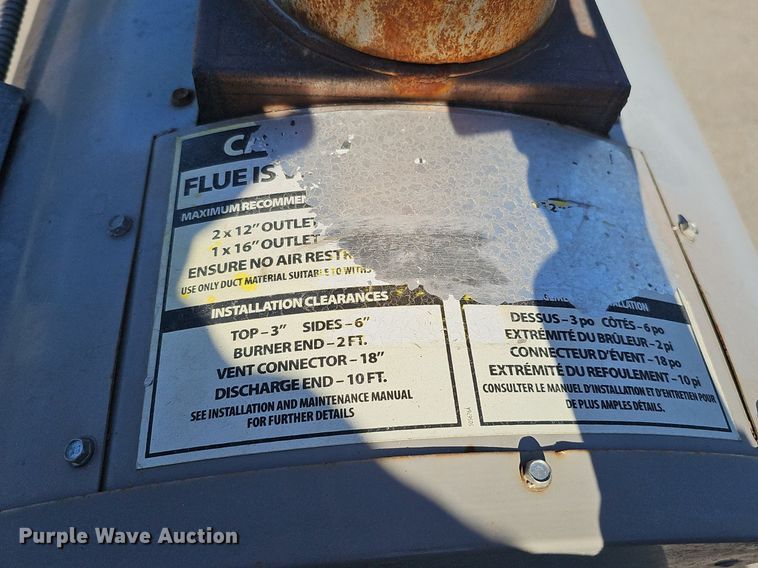 FLUE IS
MAXIMUM
2 x 12" OUTLET
1 x 16" OUTLET
ENSURE NO AIR
USE ONLY DUCT MATERIAL SUITABLE TO
INSTALLATION CLEARANCES
TOP – 3" SIDES – 6"
BURNER END – 2 FT.
VENT CONNECTOR – 18"
DISCHARGE END – 10 FT.
SEE INSTALLATION AND MAINTENANCE MANUAL
FOR FURTHER DETAILS
DESSUS – 3 po CÔTÉS – 6 po
EXTRÉMITÉ DU BRÛLEUR – 2 pi
CONNECTEUR D'ÉVENT – 18 po
EXTRÉMITÉ DU REFOULEMENT – 10 pi
CONSULTER LE MANUEL D'INSTALLATION ET D'ENTRETIEN POUR
DE PLUS AMPLES DÉTAILS.
Purple Wave Auction